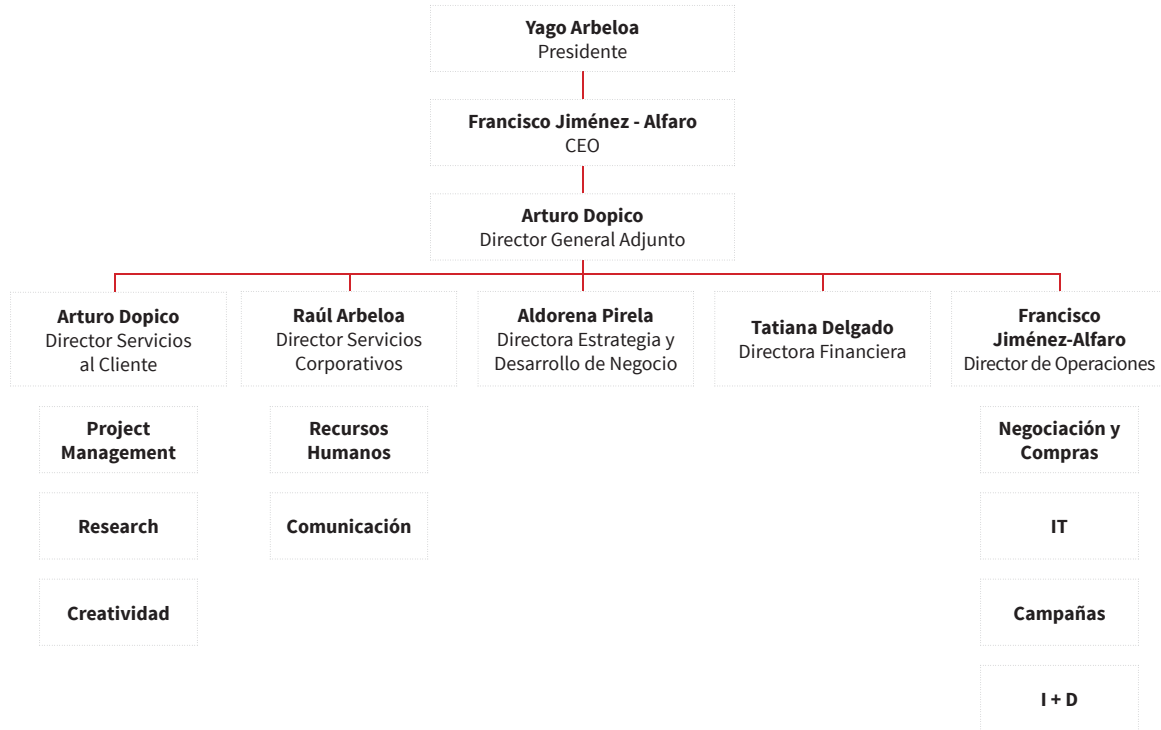 Yago Arbeloa
Presidente
Francisco Jiménez - Alfaro
CEO
Arturo Dopico
Director General Adjunto
Arturo Dopico
Director Servicios
al Cliente
Raúl Arbeloa
Director Servicios
Corporativos
Aldorena Pirela
Directora Estrategia y
Desarrollo de Negocio
Tatiana Delgado
Directora Financiera
Francisco
Jiménez-Alfaro
Director de Operaciones
Project
Management
Research
Creatividad
Recursos
Humanos
Comunicación
Negociación y
Compras
IT
Campañas
I + D